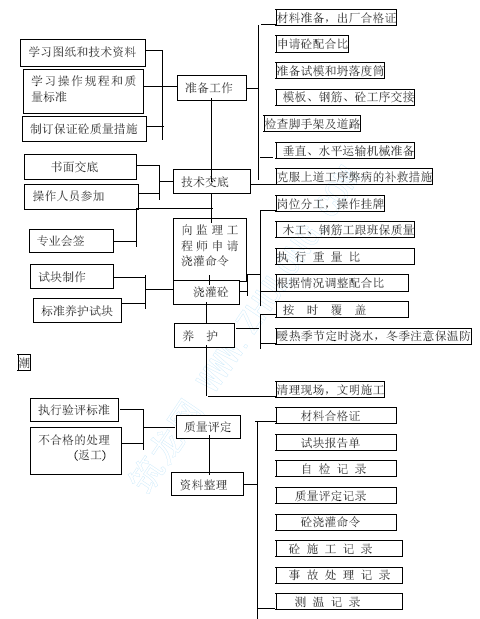 材料准备，出厂合格证
申请砼配合比
准备试模和坍落度筒
模板、钢筋、砼工序交接
检查脚手架及道路
垂直、水平运输机械准备
克服上道工序弊病的补救措施
学习图纸和技术资料
学习操作规程和质
量标准
制订保证砼质量措施
准备工作
书面交底
操作人员参加
专业会签
技术交底
向监理工
程师申请
浇灌命令
岗位分工，操作挂牌
木工、钢筋工跟班保质量
执行重量比
根据情况调整配合比
按时覆盖
暖热季节定时浇水，冬季注意保温防
潮
试块制作
标准养护试块
浇灌砼
养护
清理现场，文明施工
执行验评标准
不合格的处理
(返工)
质量评定
资料整理
材料合格证
试块报告单
自检记录
质量评定记录
砼浇灌命令
砼施工记录
事故处理记录
测温记录